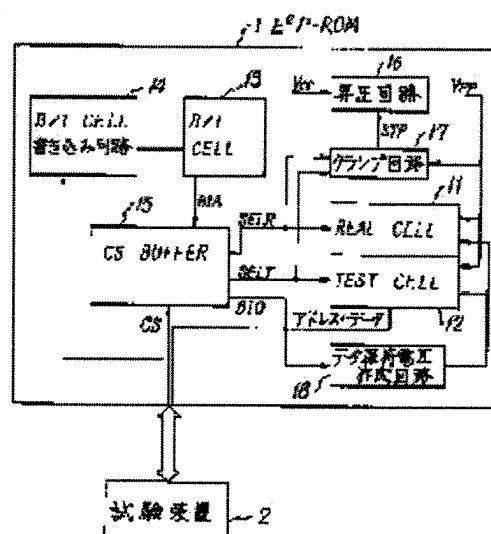 1 E²P-ROM
14
13
16
B/I CELL
書き込み回路
B/I
CELL
Vcc
昇圧回路
Vpp
STP
17
クランプ回路
15
BIA
11
CS BUFFER
SELR
REAL CELL
SELT
TEST CELL
BIO
CS
アドレス・データ
12
データ保持電圧
作成回路
18
試験装置
2